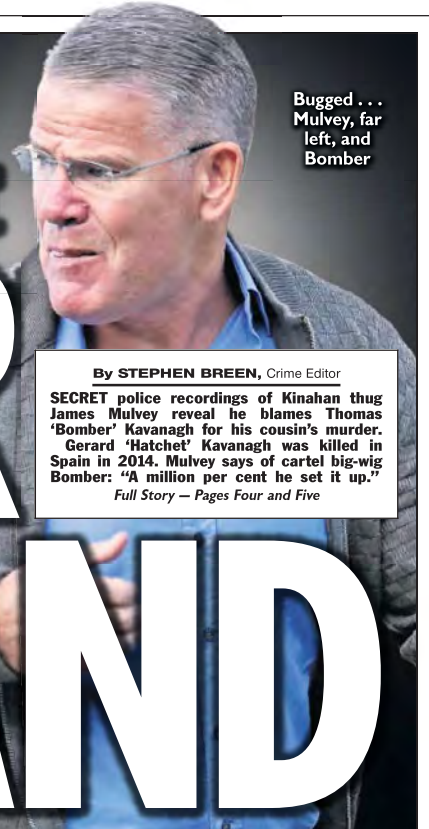 Bugged . . .
Mulvey, far
left, and
Bomber
By STEPHEN BREEN, Crime Editor
SECRET police recordings of Kinahan thug
James Mulvey reveal he blames Thomas
‘Bomber’ Kavanagh for his cousin’s murder.
Gerard ‘Hatchet’ Kavanagh was killed in
Spain in 2014. Mulvey says of cartel big-wig
Bomber: “A million per cent he set it up.”
Full Story — Pages Four and Five
AND